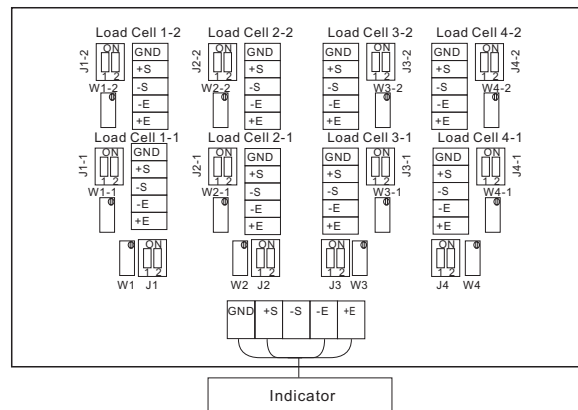 Load Cell 1-2 Load Cell 2-2 Load Cell 3-2 Load Cell 4-2
J1-2 ON 1 2 W1-2 GND +S -S -E +E
J2-2 ON 1 2 W2-2 GND +S -S -E +E
GND +S -S -E +E ON 1 2 J3-2 W3-2
GND +S -S -E +E ON 1 2 J4-2 W4-2
Load Cell 1-1 Load Cell 2-1 Load Cell 3-1 Load Cell 4-1
J1-1 ON 1 2 W1-1 GND +S -S -E +E
J2-1 ON 1 2 W2-1 GND +S -S -E +E
GND +S -S -E +E ON 1 2 J3-1 W3-1
GND +S -S -E +E ON 1 2 J4-1 W4-1
ON ON ON ON
1 2 1 2 1 2 1 2
W1 J1 W2 J2 J3 W3 J4 W4
GND +S -S -E +E
Indicator